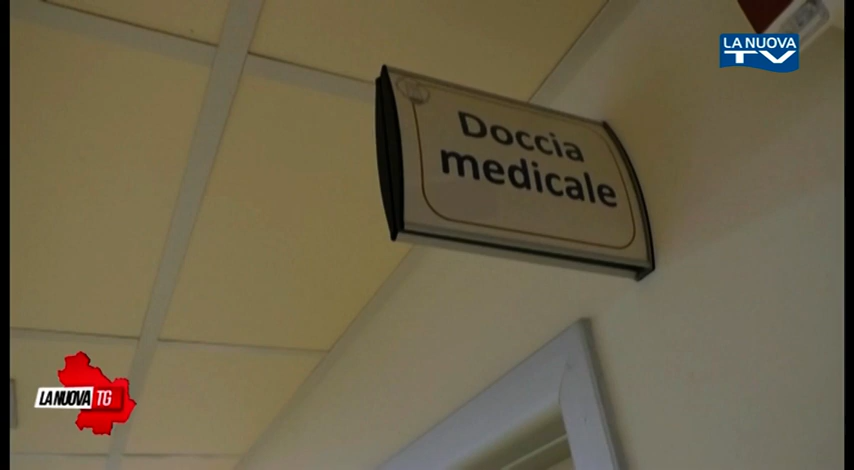 LA NUOVA
TV
Doccia
medicale
LA NUOVA TG